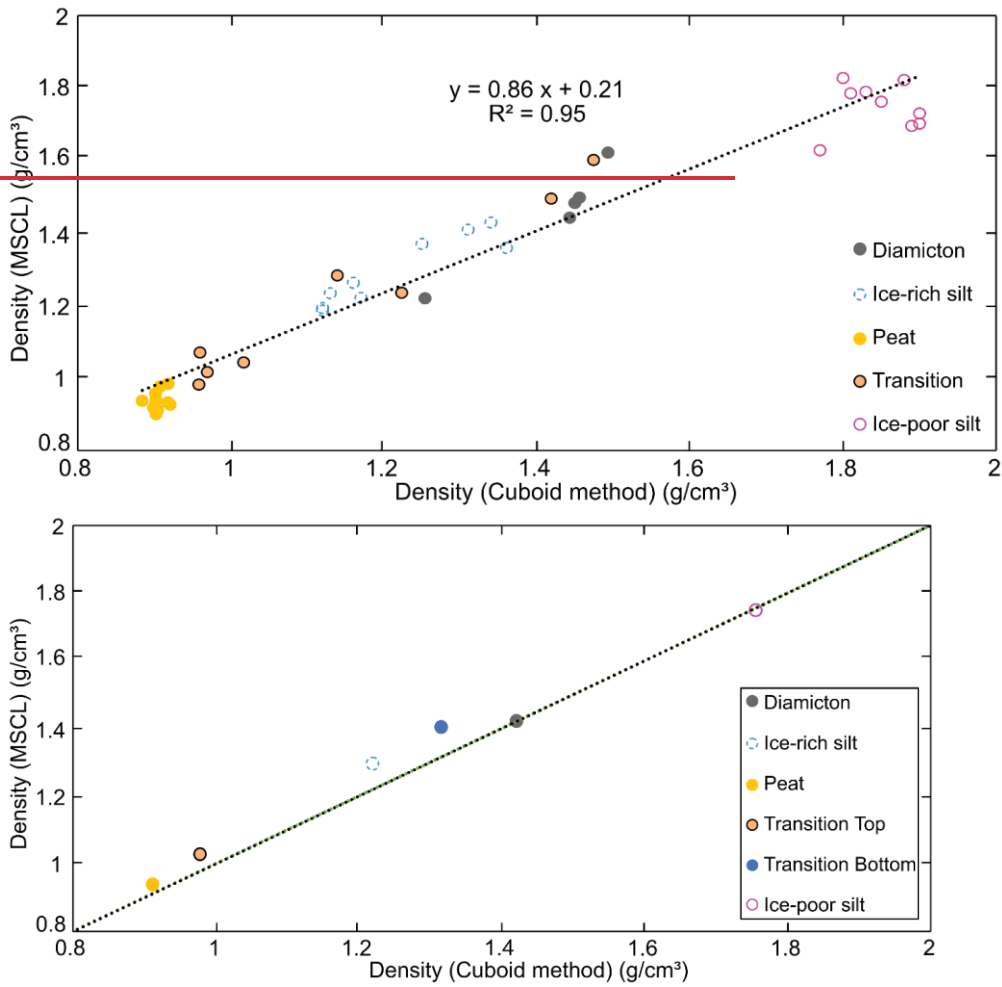 2
1.8
1.6
1.4
1.2
1
0.8
Density (MSCL) (g/cm³)
y = 0.86 x + 0.21
R² = 0.95
Diamicton
Ice-rich silt
Peat
Transition
Ice-poor silt
0.8
1
1.2
1.4
1.6
1.8
2
Density (Cuboid method) (g/cm³)
2
1.8
1.6
1.4
1.2
1
0.8
Density (MSCL) (g/cm³)
Diamicton
Ice-rich silt
Peat
Transition Top
Transition Bottom
Ice-poor silt
0.8
1
1.2
1.4
1.6
1.8
2
Density (Cuboid method) (g/cm³)